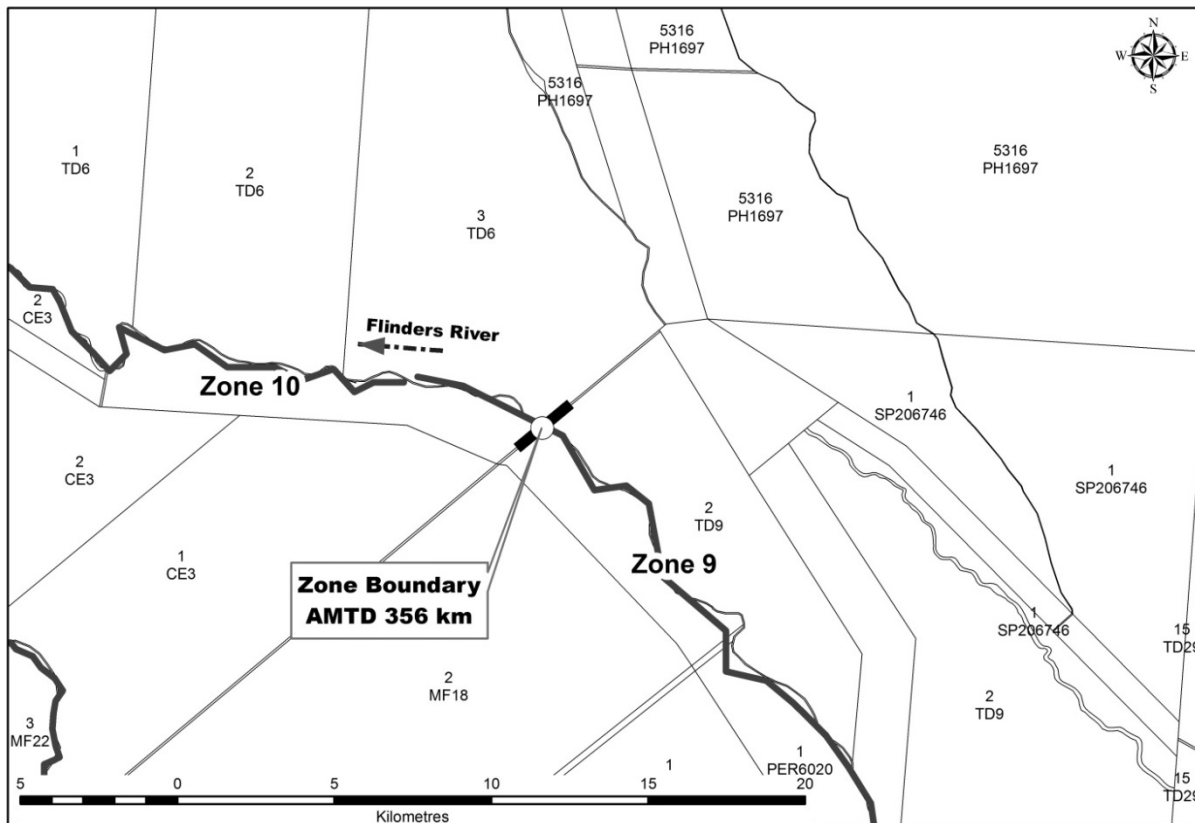 5316
PH1697
N
W
E
S
5316
PH1697
1
TD6
2
TD6
5316
PH1697
3
TD6
5316
PH1697
2
CE3
Flinders River
Zone 10
1
SP206746
2
CE3
1
SP206746
2
TD9
1
CE3
Zone 9
Zone Boundary
AMTD 356 km
1
SP206746
15
TD29
2
MF18
2
TD9
3
MF22
1
1
PER6020
15
TD29
5
0
5
10
15
20
Kilometres